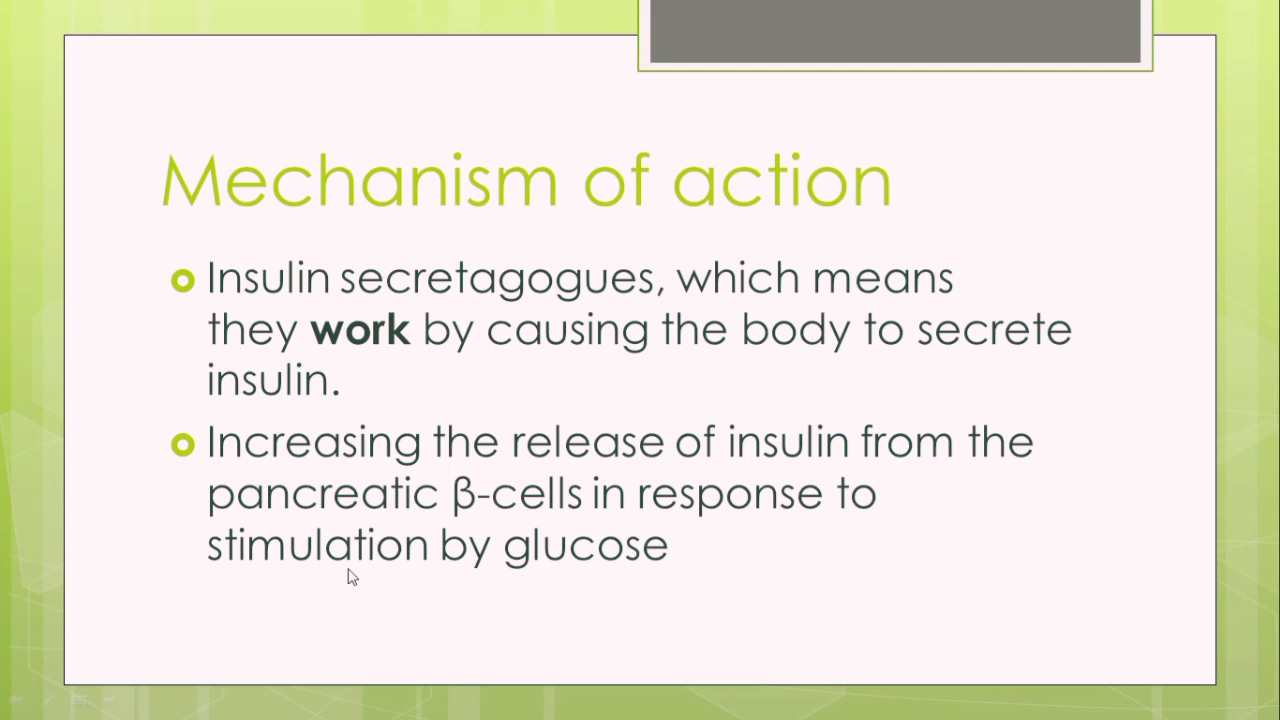 Mechanism of action
Insulin secretagogues, which means
they work by causing the body to secrete
insulin.
Increasing the release of insulin from the
pancreatic β-cells in response to
stimulation by glucose